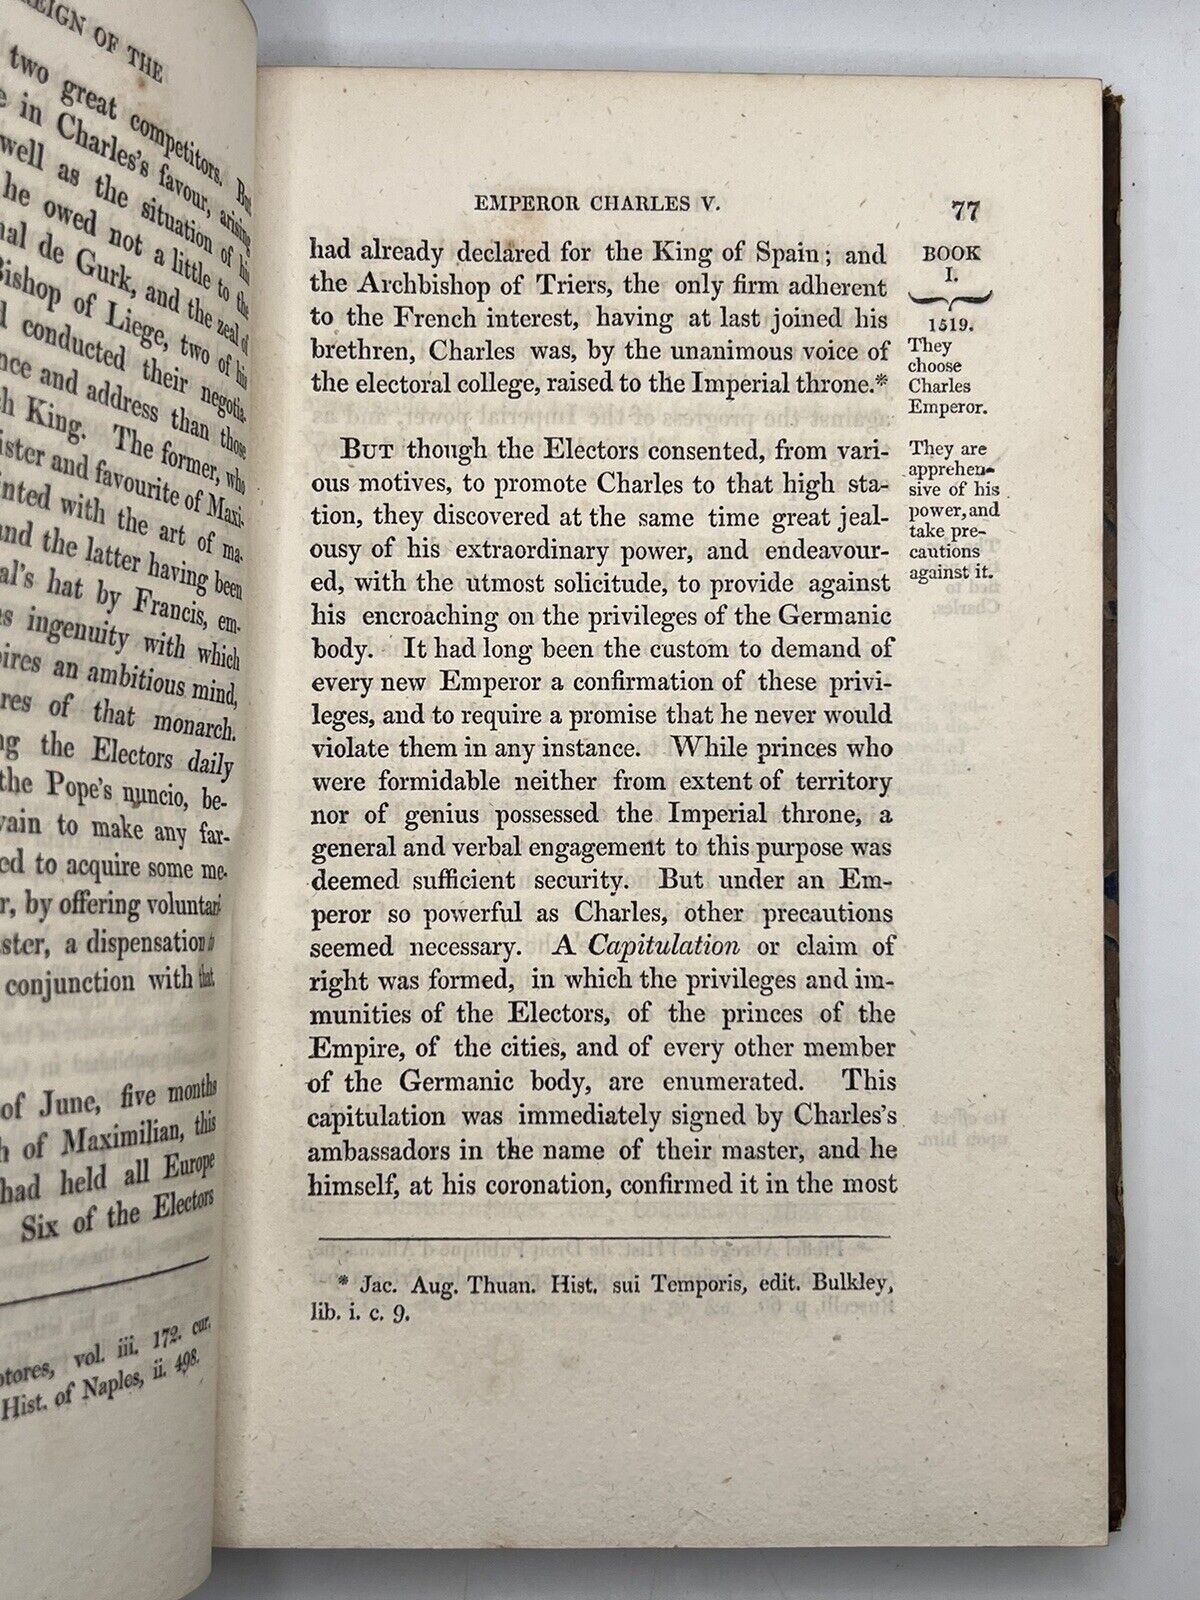 REIGN OF THE
two great competitors. But
in Charles's favour, arising
well as the situation of his
he owed not a little to the
de Gurk, and the zeal of
Bishop of Liege, two of his
conducted their negotia-
and address than those
King. The former, who
and favourite of Maxi-
with the art of ma-
and the latter having been
hat by Francis, em-
ingenuity with which
an ambitious mind,
of that monarch.
the Electors daily
the Pope's nuncio, be-
vain to make any far-
to acquire some me-
by offering voluntari
a dispensation to
conjunction with that
of June, five months
of Maximilian, this
had held all Europe
Six of the Electors
vol. iii. 172. cur.
Hist. of Naples, ii. 498.
EMPEROR CHARLES V.
77
had already declared for the King of Spain; and
the Archbishop of Triers, the only firm adherent
to the French interest, having at last joined his
brethren, Charles was, by the unanimous voice of
the electoral college, raised to the Imperial throne.*
BUT though the Electors consented, from vari-
ous motives, to promote Charles to that high sta-
tion, they discovered at the same time great jeal-
ousy of his extraordinary power, and endeavour-
ed, with the utmost solicitude, to provide against
his encroaching on the privileges of the Germanic
body. It had long been the custom to demand of
every new Emperor a confirmation of these privi-
leges, and to require a promise that he never would
violate them in any instance. While princes who
were formidable neither from extent of territory
nor of genius possessed the Imperial throne, a
general and verbal engagement to this purpose was
deemed sufficient security. But under an Em-
peror so powerful as Charles, other precautions
seemed necessary. A Capitulation or claim of
right was formed, in which the privileges and im-
munities of the Electors, of the princes of the
Empire, of the cities, and of every other member
of the Germanic body, are enumerated. This
capitulation was immediately signed by Charles's
ambassadors in the name of their master, and he
himself, at his coronation, confirmed it in the most
BOOK
I.
1519.
They
choose
Charles
Emperor.
They are
apprehen-
sive of his
power, and
take pre-
cautions
against it.
* Jac. Aug. Thuan. Hist. sui Temporis, edit. Bulkley,
lib. i. c. 9.